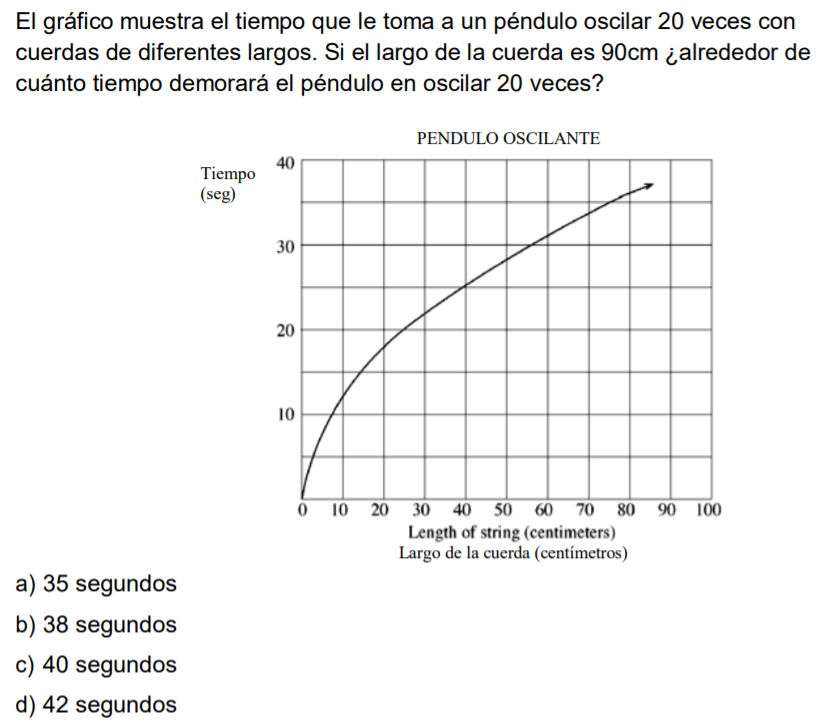 El gráfico muestra el tiempo que le toma a un péndulo oscilar 20 veces con
cuerdas de diferentes largos. Si el largo de la cuerda es 90cm ¿alrededor de
cuánto tiempo demorará el péndulo en oscilar 20 veces?
PENDULO OSCILANTE
Tiempo
(seg)
40
30
20
10
0 10 20 30 40 50 60 70 80 90 100
Length of string (centimeters)
Largo de la cuerda (centímetros)
a) 35 segundos
b) 38 segundos
c) 40 segundos
d) 42 segundos